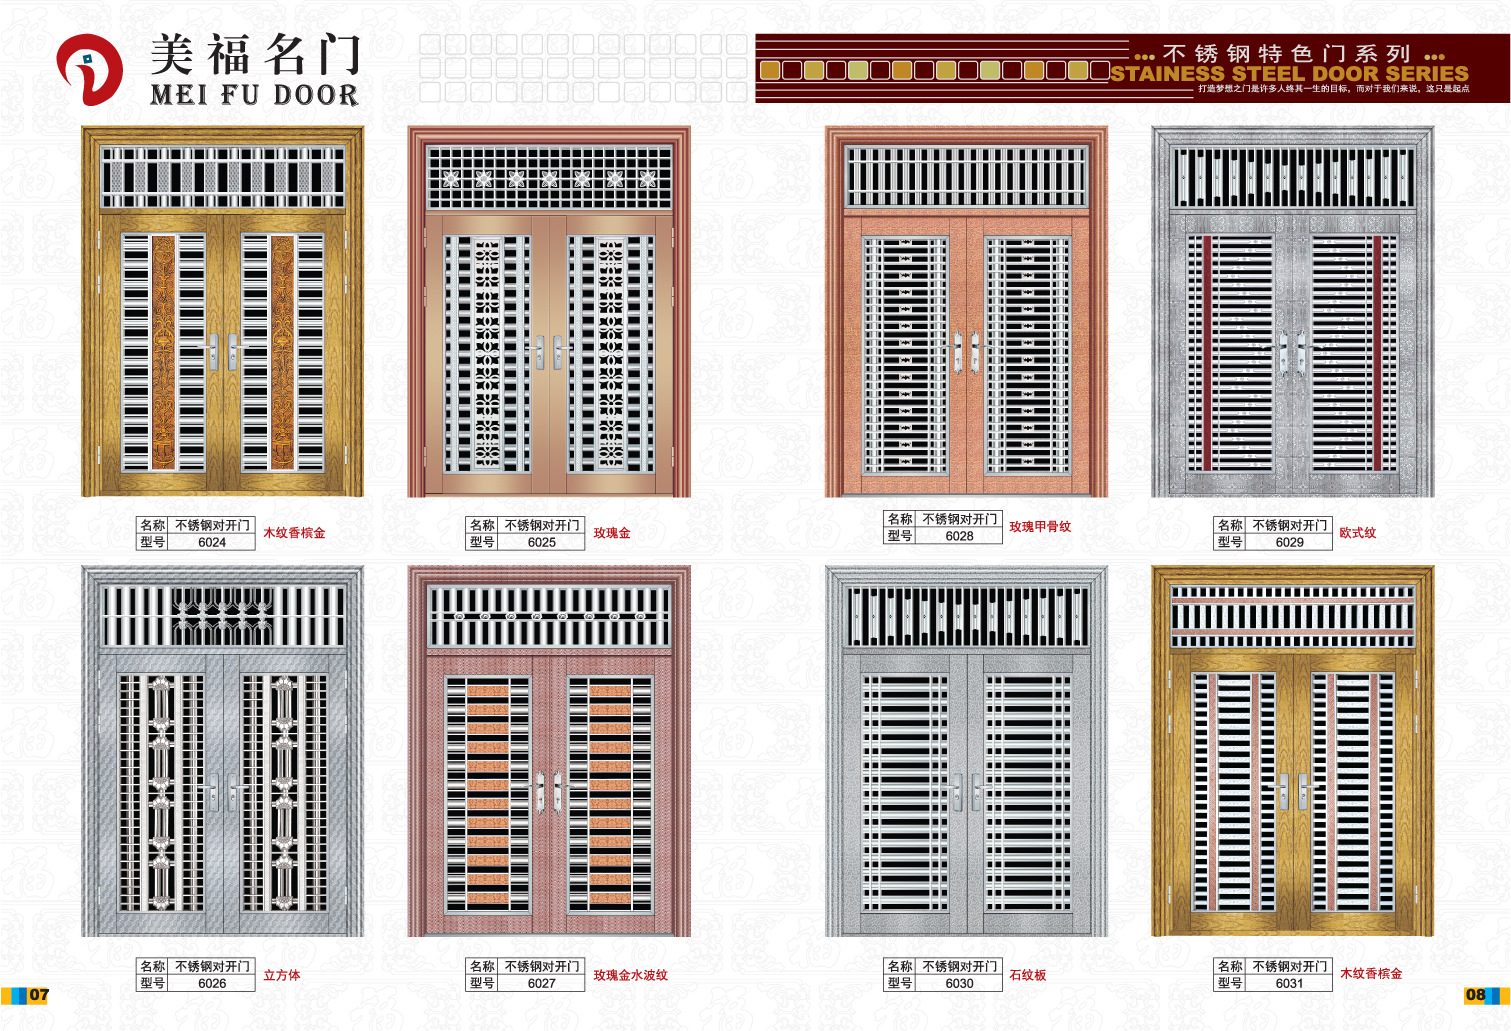 美福名门
MEI FU DOOR
不锈钢特色门系列
STAINESS STEEL DOOR SERIES
打造梦想之门是许多人终其一生的目标，而对于我们来说，这只是起点
名称 不锈钢对开门
型号 6024
木纹香槟金
名称 不锈钢对开门
型号 6025
玫瑰金
名称 不锈钢对开门
型号 6028
玫瑰甲骨纹
名称 不锈钢对开门
型号 6029
欧式纹
名称 不锈钢对开门
型号 6026
立方体
名称 不锈钢对开门
型号 6027
玫瑰金水波纹
名称 不锈钢对开门
型号 6030
石纹板
名称 不锈钢对开门
型号 6031
木纹香槟金
07
08